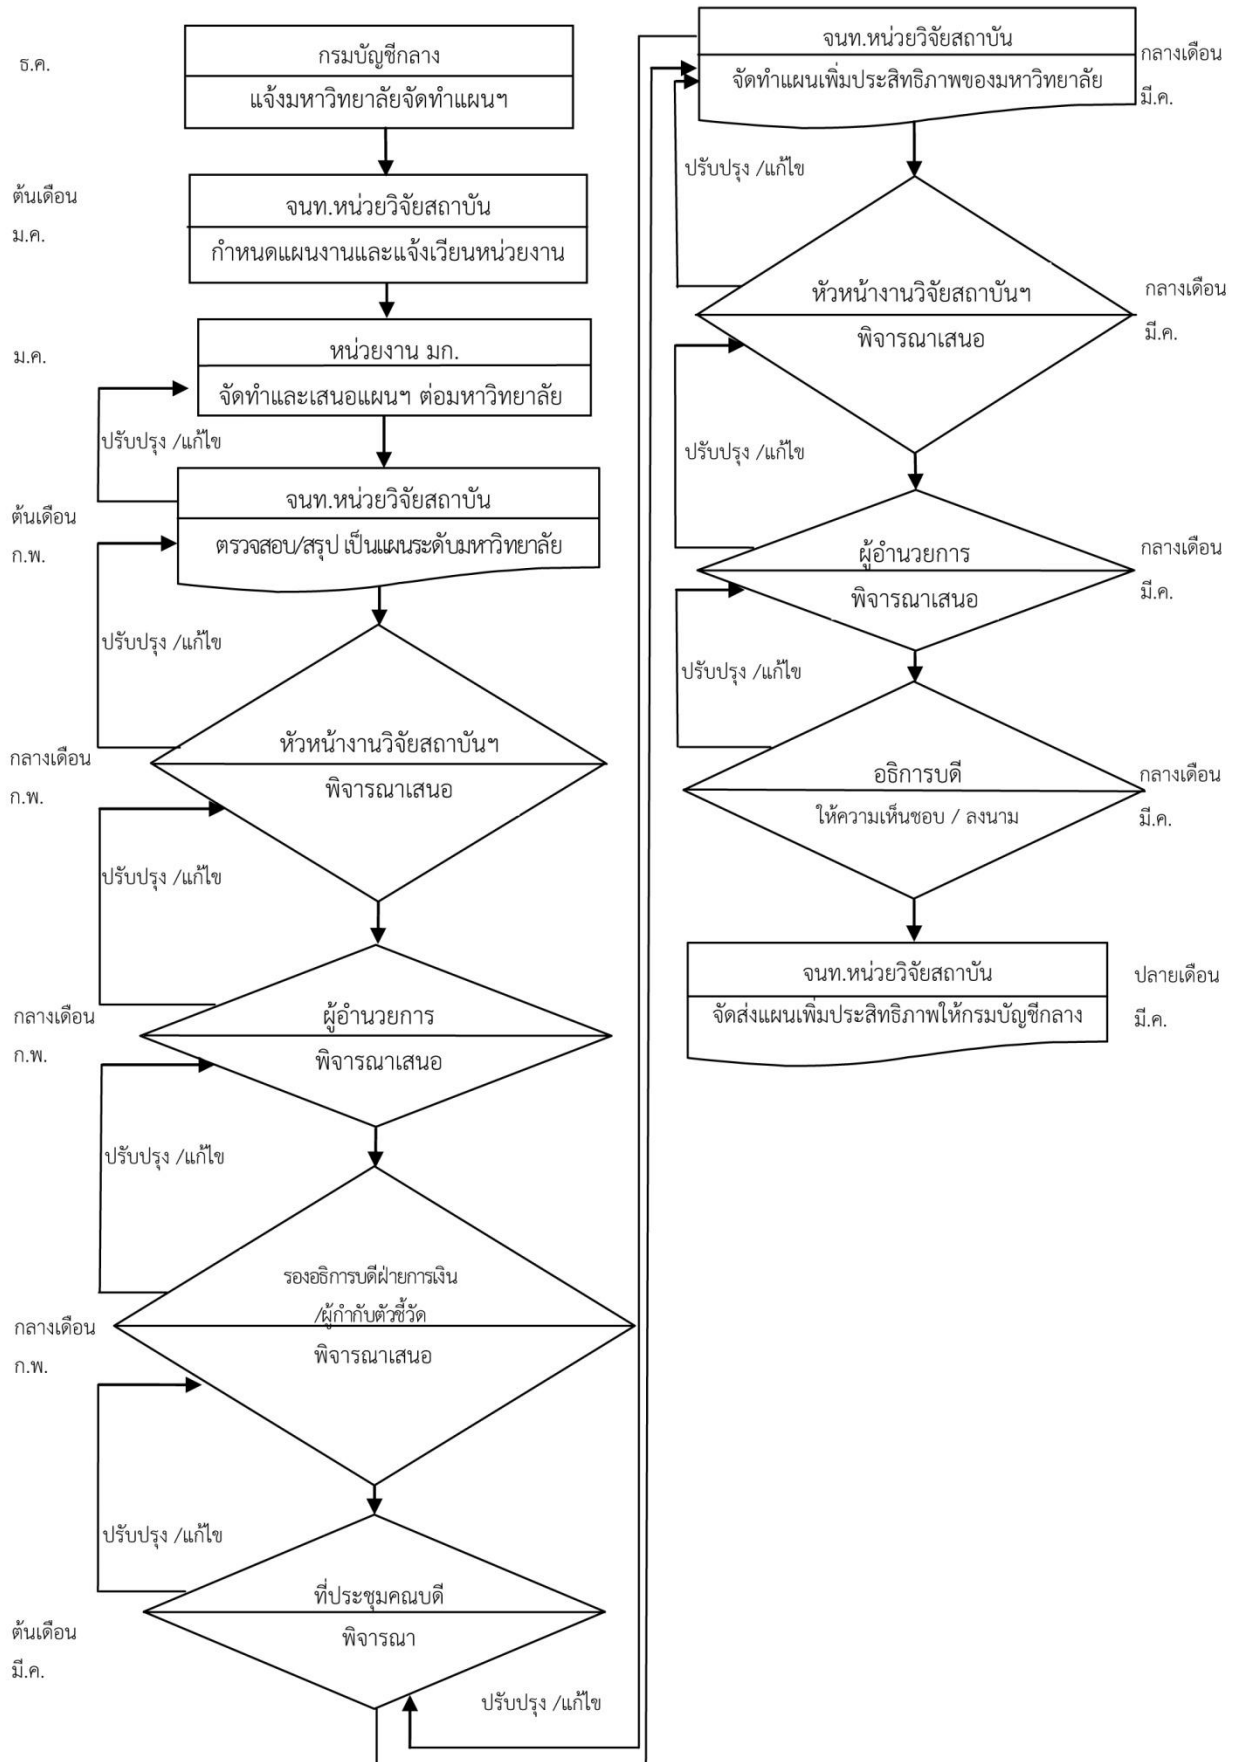 ธ.ค.
กรมบัญชีกลาง
แจ้งมหาวิทยาลัยจัดทำแผนฯ
ต้นเดือน
ม.ค.
จนท.หน่วยวิจัยสถาบัน
กำหนดแผนงานและแจ้งเวียนหน่วยงาน
ม.ค.
หน่วยงาน มก.
จัดทำและเสนอแผนฯ ต่อมหาวิทยาลัย
ปรับปรุง /แก้ไข
ต้นเดือน
ก.พ.
จนท.หน่วยวิจัยสถาบัน
ตรวจสอบ/สรุป เป็นแผนระดับมหาวิทยาลัย
ปรับปรุง /แก้ไข
กลางเดือน
ก.พ.
หัวหน้างานวิจัยสถาบันฯ
พิจารณาเสนอ
ปรับปรุง /แก้ไข
กลางเดือน
ก.พ.
ผู้อำนวยการ
พิจารณาเสนอ
ปรับปรุง /แก้ไข
กลางเดือน
ก.พ.
รองอธิการบดีฝ่ายการเงิน
/ผู้กำกับตัวชี้วัด
พิจารณาเสนอ
ปรับปรุง /แก้ไข
ต้นเดือน
มี.ค.
ที่ประชุมคณบดี
พิจารณา
ปรับปรุง /แก้ไข
จนท.หน่วยวิจัยสถาบัน
จัดทำแผนเพิ่มประสิทธิภาพของมหาวิทยาลัย
กลางเดือน
มี.ค.
ปรับปรุง /แก้ไข
หัวหน้างานวิจัยสถาบันฯ
พิจารณาเสนอ
กลางเดือน
มี.ค.
ปรับปรุง /แก้ไข
ผู้อำนวยการ
พิจารณาเสนอ
กลางเดือน
มี.ค.
ปรับปรุง /แก้ไข
อธิการบดี
ให้ความเห็นชอบ / ลงนาม
กลางเดือน
มี.ค.
จนท.หน่วยวิจัยสถาบัน
จัดส่งแผนเพิ่มประสิทธิภาพให้กรมบัญชีกลาง
ปลายเดือน
มี.ค.